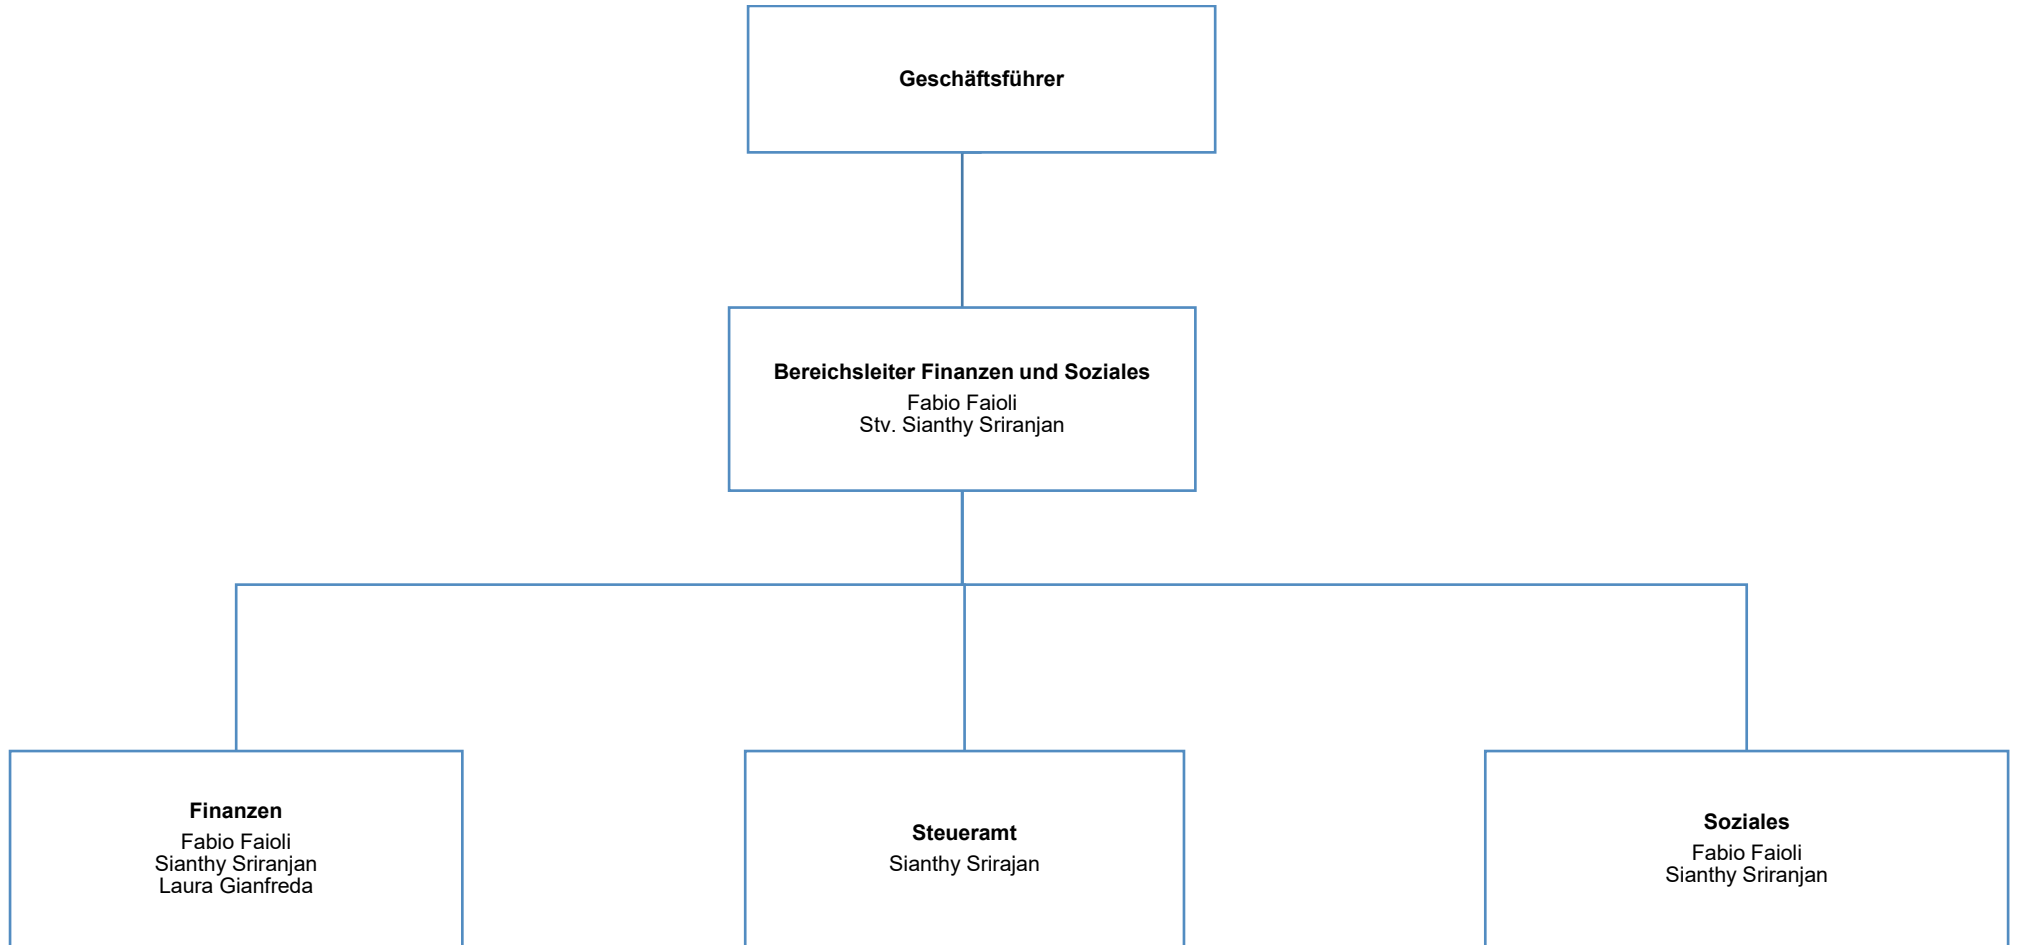 Geschäftsführer
Bereichsleiter Finanzen und Soziales
Fabio Faioli
Stv. Sianthy Sriranjan
Finanzen
Fabio Faioli
Sianthy Sriranjan
Laura Gianfreda
Steueramt
Sianthy Srirajan
Soziales
Fabio Faioli
Sianthy Sriranjan